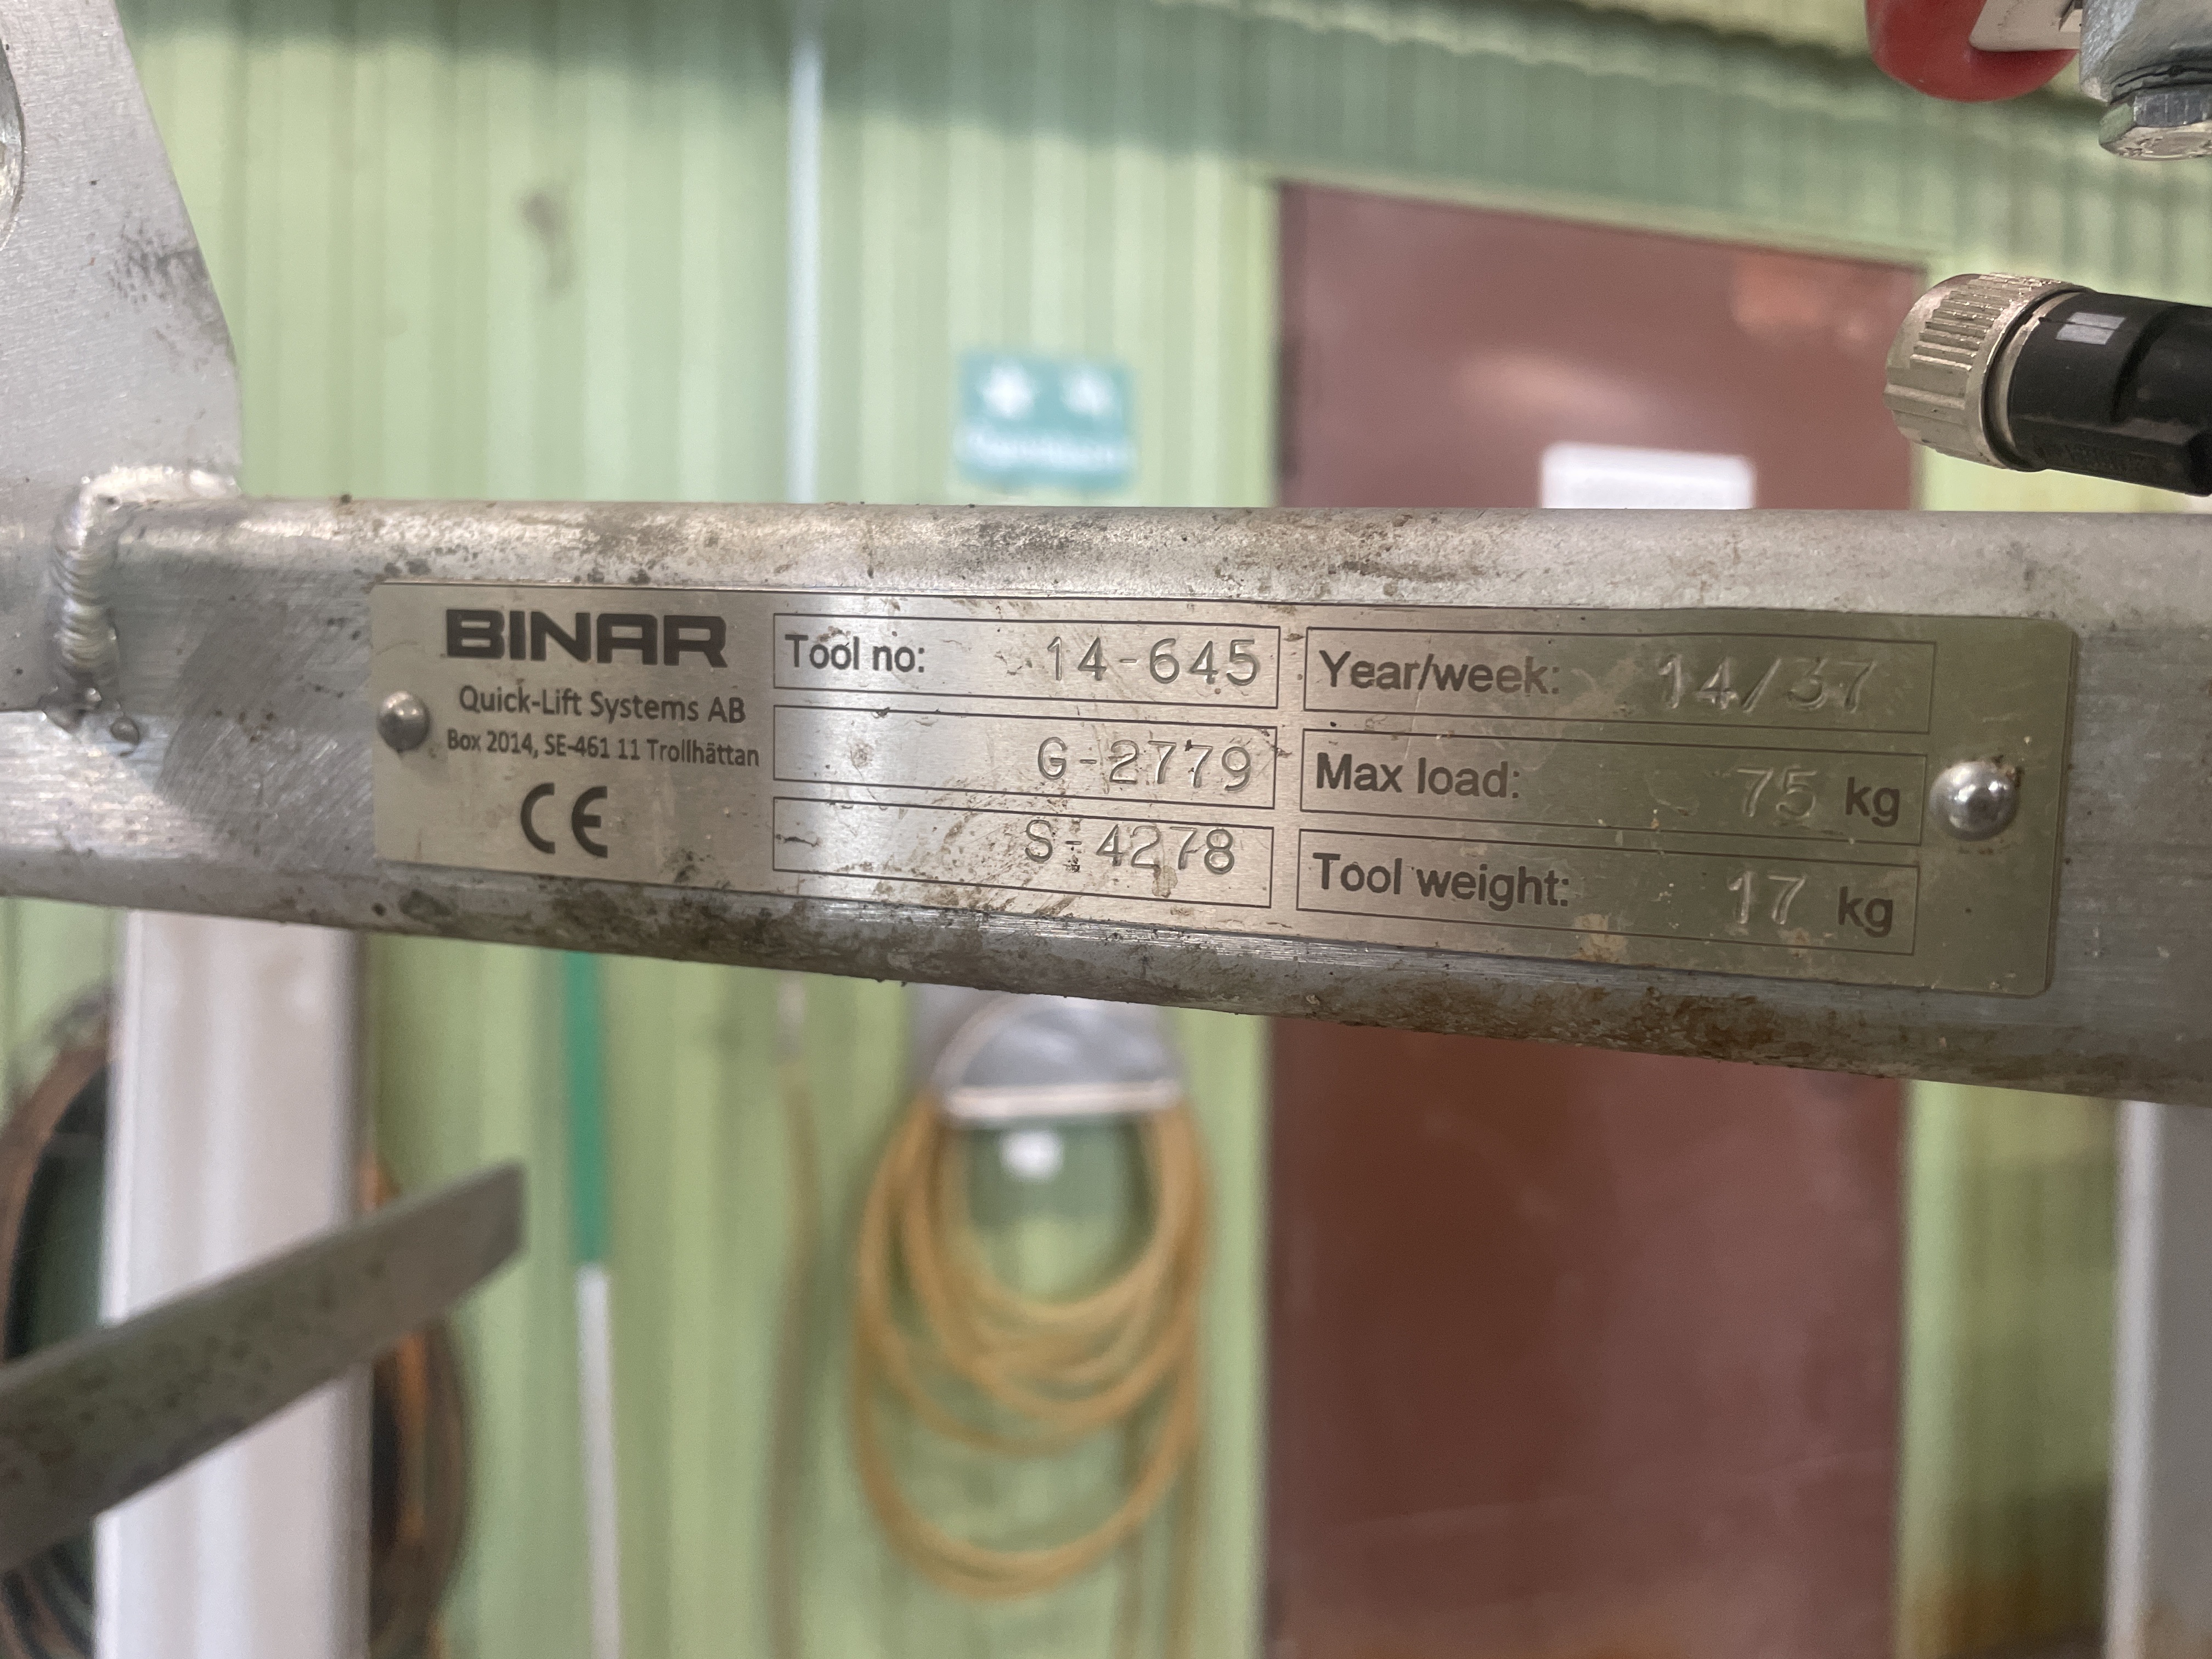 BINAR
Quick-Lift Systems AB
Box 2014, SE-461 11 Trollhättan
CE
Tool no: 14-645
G-2779
S-4278
Year/week: 14/37
Max load: 75 kg
Tool weight: 17 kg